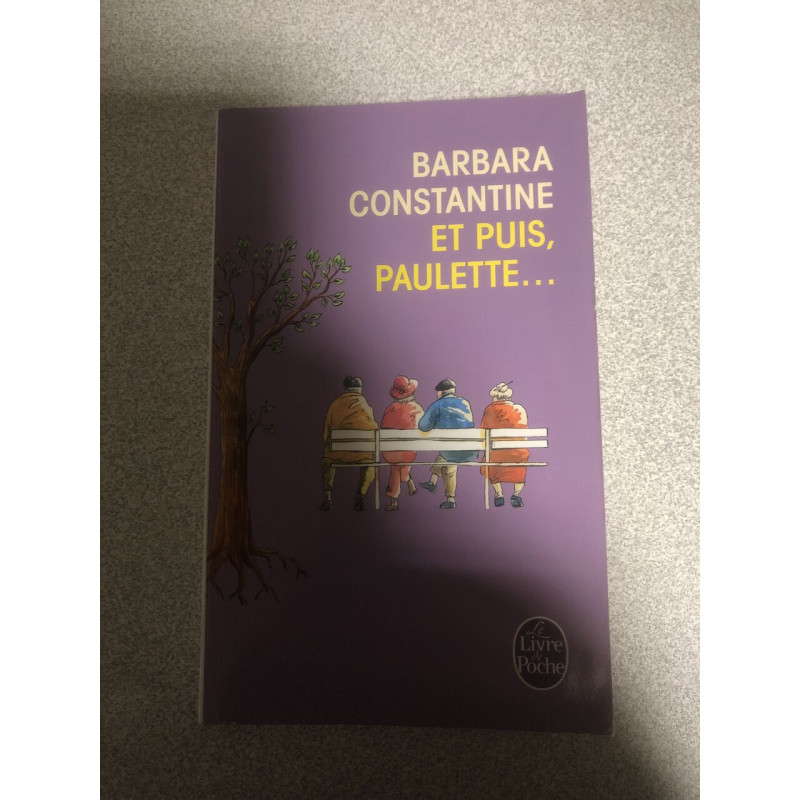 BARBARA
CONSTANTINE
ET PUIS,
PAULETTE...
Le
Livre
de
Poche